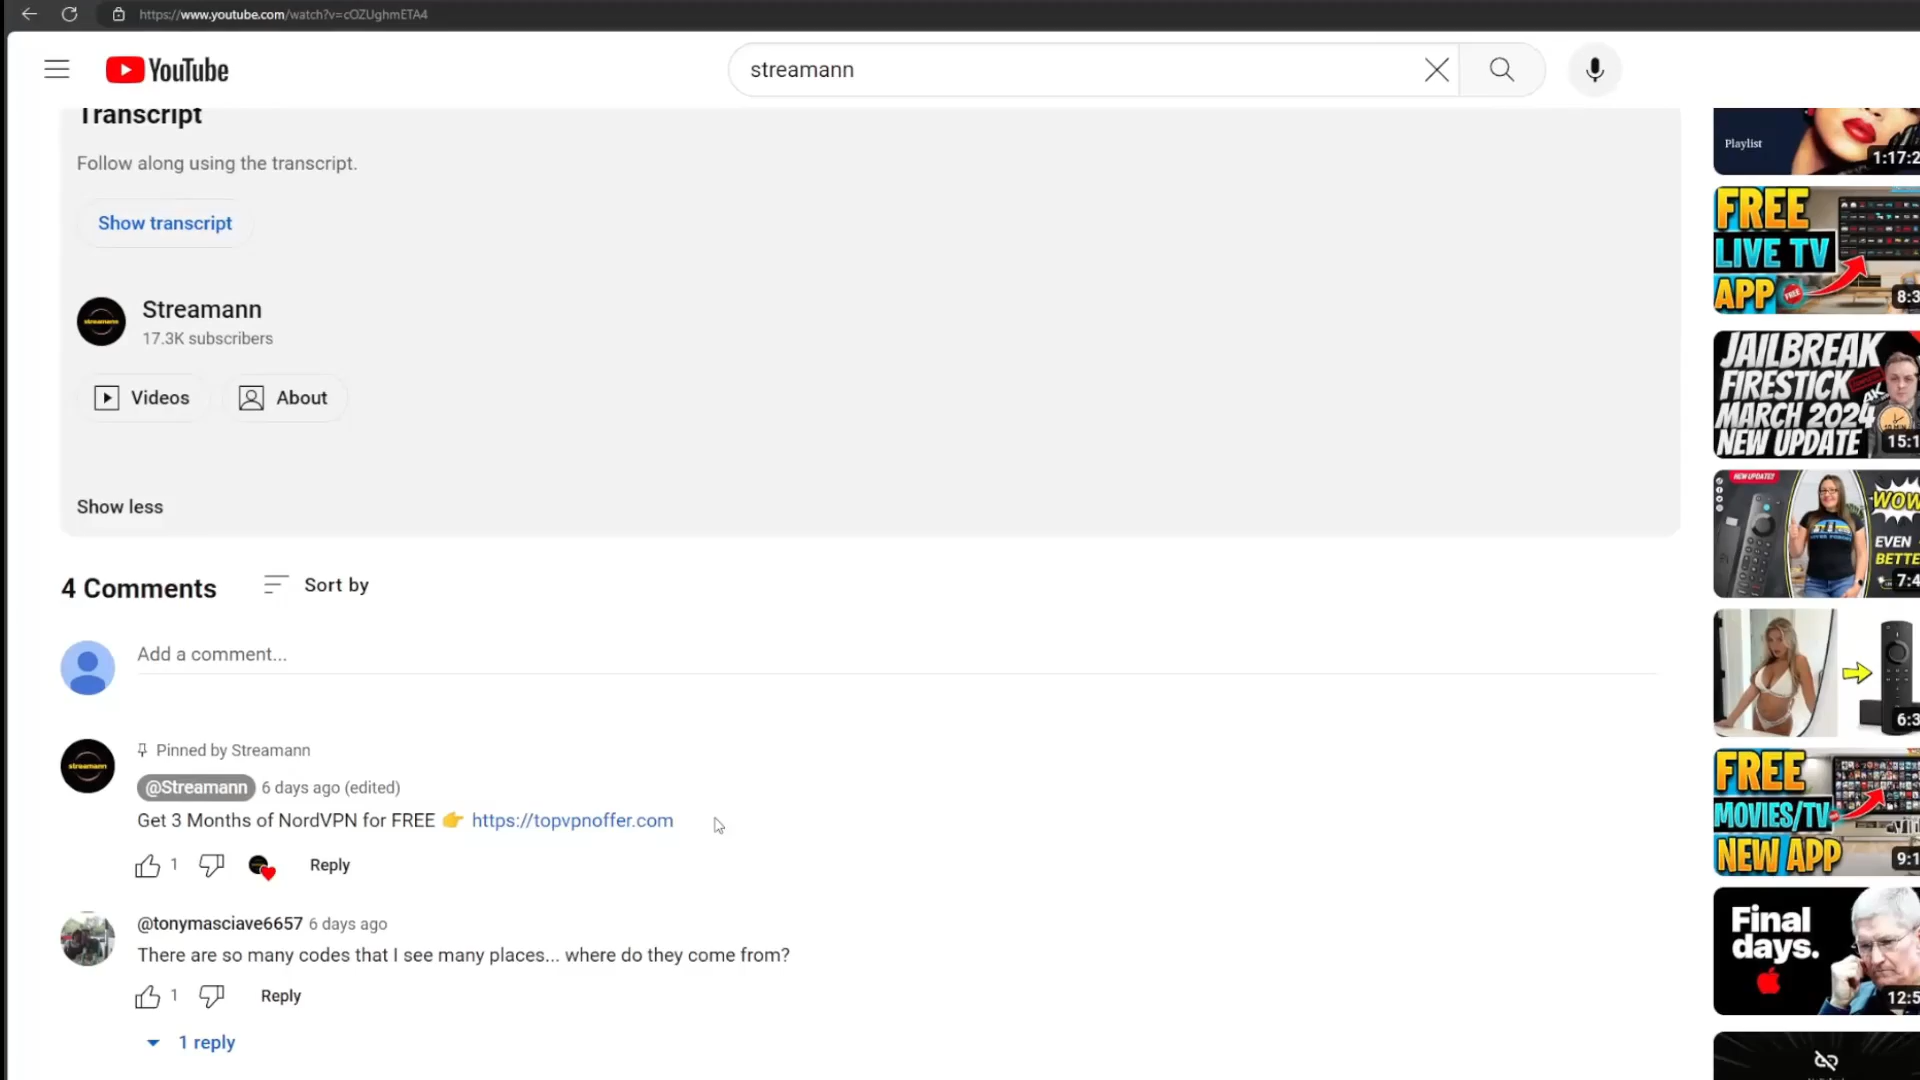 https://www.youtube.com/watch?v=cOZUghmETA4
YouTube
streamann
Transcript
Follow along using the transcript.
Show transcript
Streamann
17.3K subscribers
Videos
About
Show less
4 Comments
Sort by
Add a comment...
Pinned by Streamann
@Streamann 6 days ago (edited)
Get 3 Months of NordVPN for FREE 👉 https://topvpnoffer.com
1
Reply
@tonymasciave6657 6 days ago
There are so many codes that I see many places... where do they come from?
1
Reply
1 reply
Playlist
1:17:2
FREE
LIVE TV
APP
FREE
8:3
JAILBREAK
FIRESTICK
4K
MARCH 2024
NEW UPDATE
15:1
NEW UPDATE!
WOW
EVEN
BETTE
7:4
6:3
FREE
MOVIES/TV
NEW APP
9:1
Final
days.
12:5